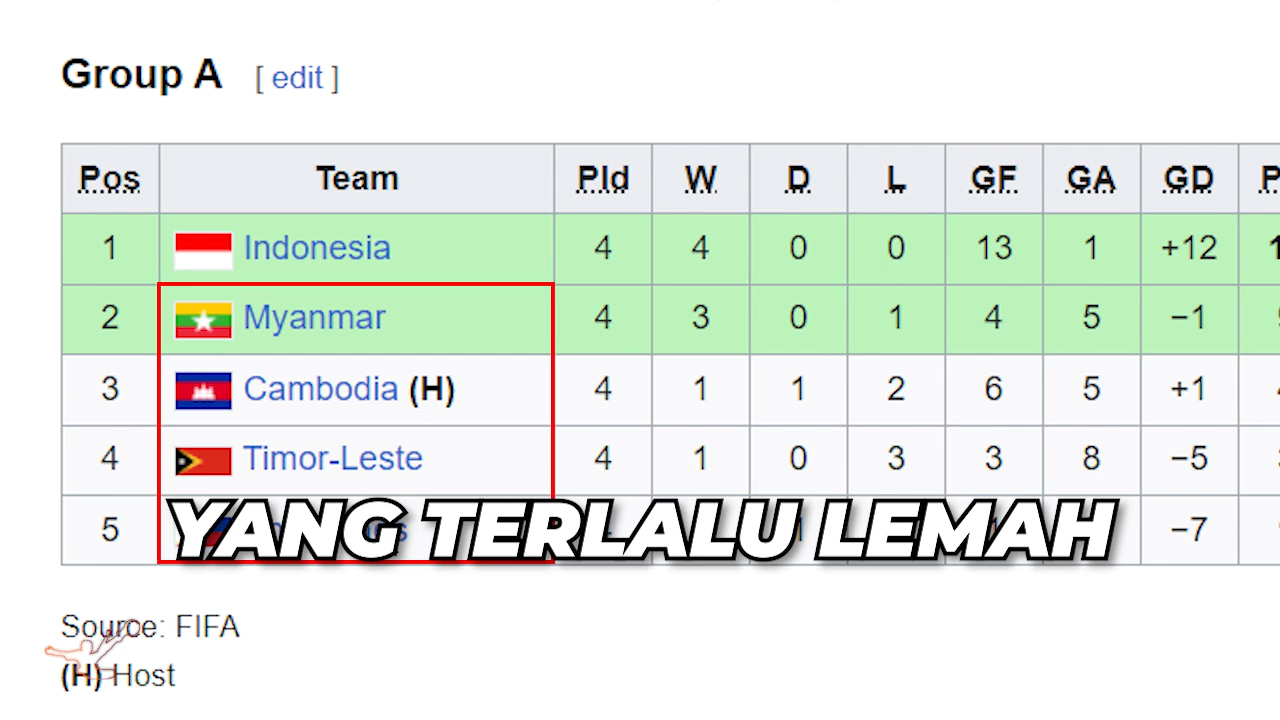 Group A [ edit ]
Pos Team Pld W D L GF GA GD
1 Indonesia 4 4 0 0 13 1 +12
2 Myanmar 4 3 0 1 4 5 −1
3 Cambodia (H) 4 1 1 2 6 5 +1
4 Timor-Leste 4 1 0 3 3 8 −5
5 −7
YANG TERLALU LEMAH
Source: FIFA
(H) Host